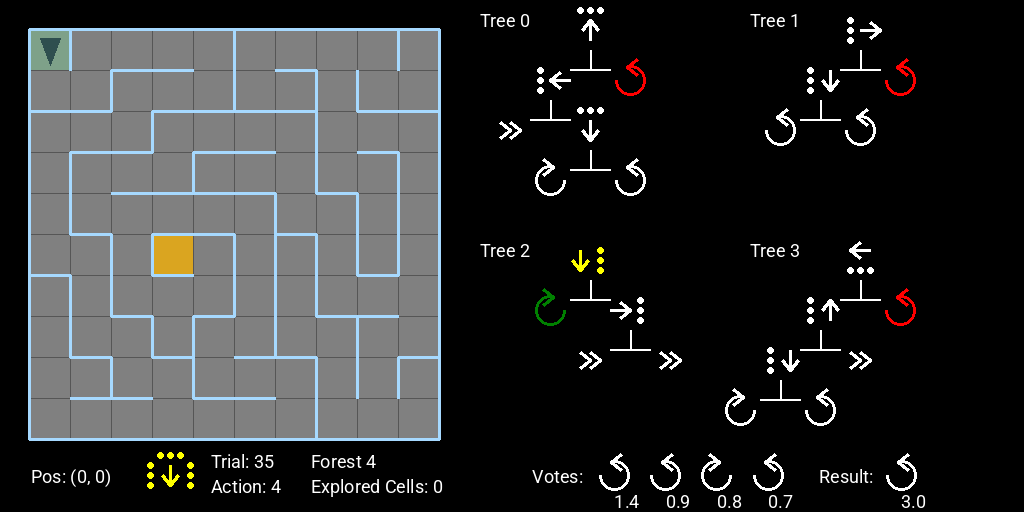 Tree 0
Tree 1
Tree 2
Tree 3
Pos: (0, 0)
Trial: 35
Forest 4
Action: 4
Explored Cells: 0
Votes:
1.4
0.9
0.8
0.7
Result:
3.0